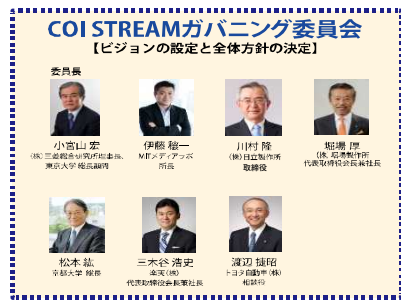 COI STREAMガバニング委員会
【ビジョンの設定と全体方針の決定】
委員長
小宮山 宏
(株)三菱総合研究所理事長、
東京大学 総長顧問
伊藤 穰一
MITメディアラボ
所長
川村 隆
(株)日立製作所
取締役
堀場 厚
(株)堀場製作所
代表取締役会長兼社長
松本 紘
京都大学 総長
三木谷 浩史
楽天(株)
代表取締役会長兼社長
渡辺 捷昭
トヨタ自動車(株)
相談役